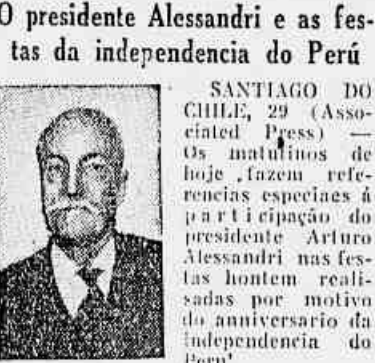 O presidente Alessandri e as fes-
tas da independencia do Perú
SANTIAGO DO
CHILE, 29 (Asso-
ciated Press) —
Os matutinos de
hoje fazem refe-
rencias especiaes á
participação do
presidente Arturo
Alessandri nas fes-
tas hontem reali-
sadas por motivo
do anniversario da
independencia do
Perú.